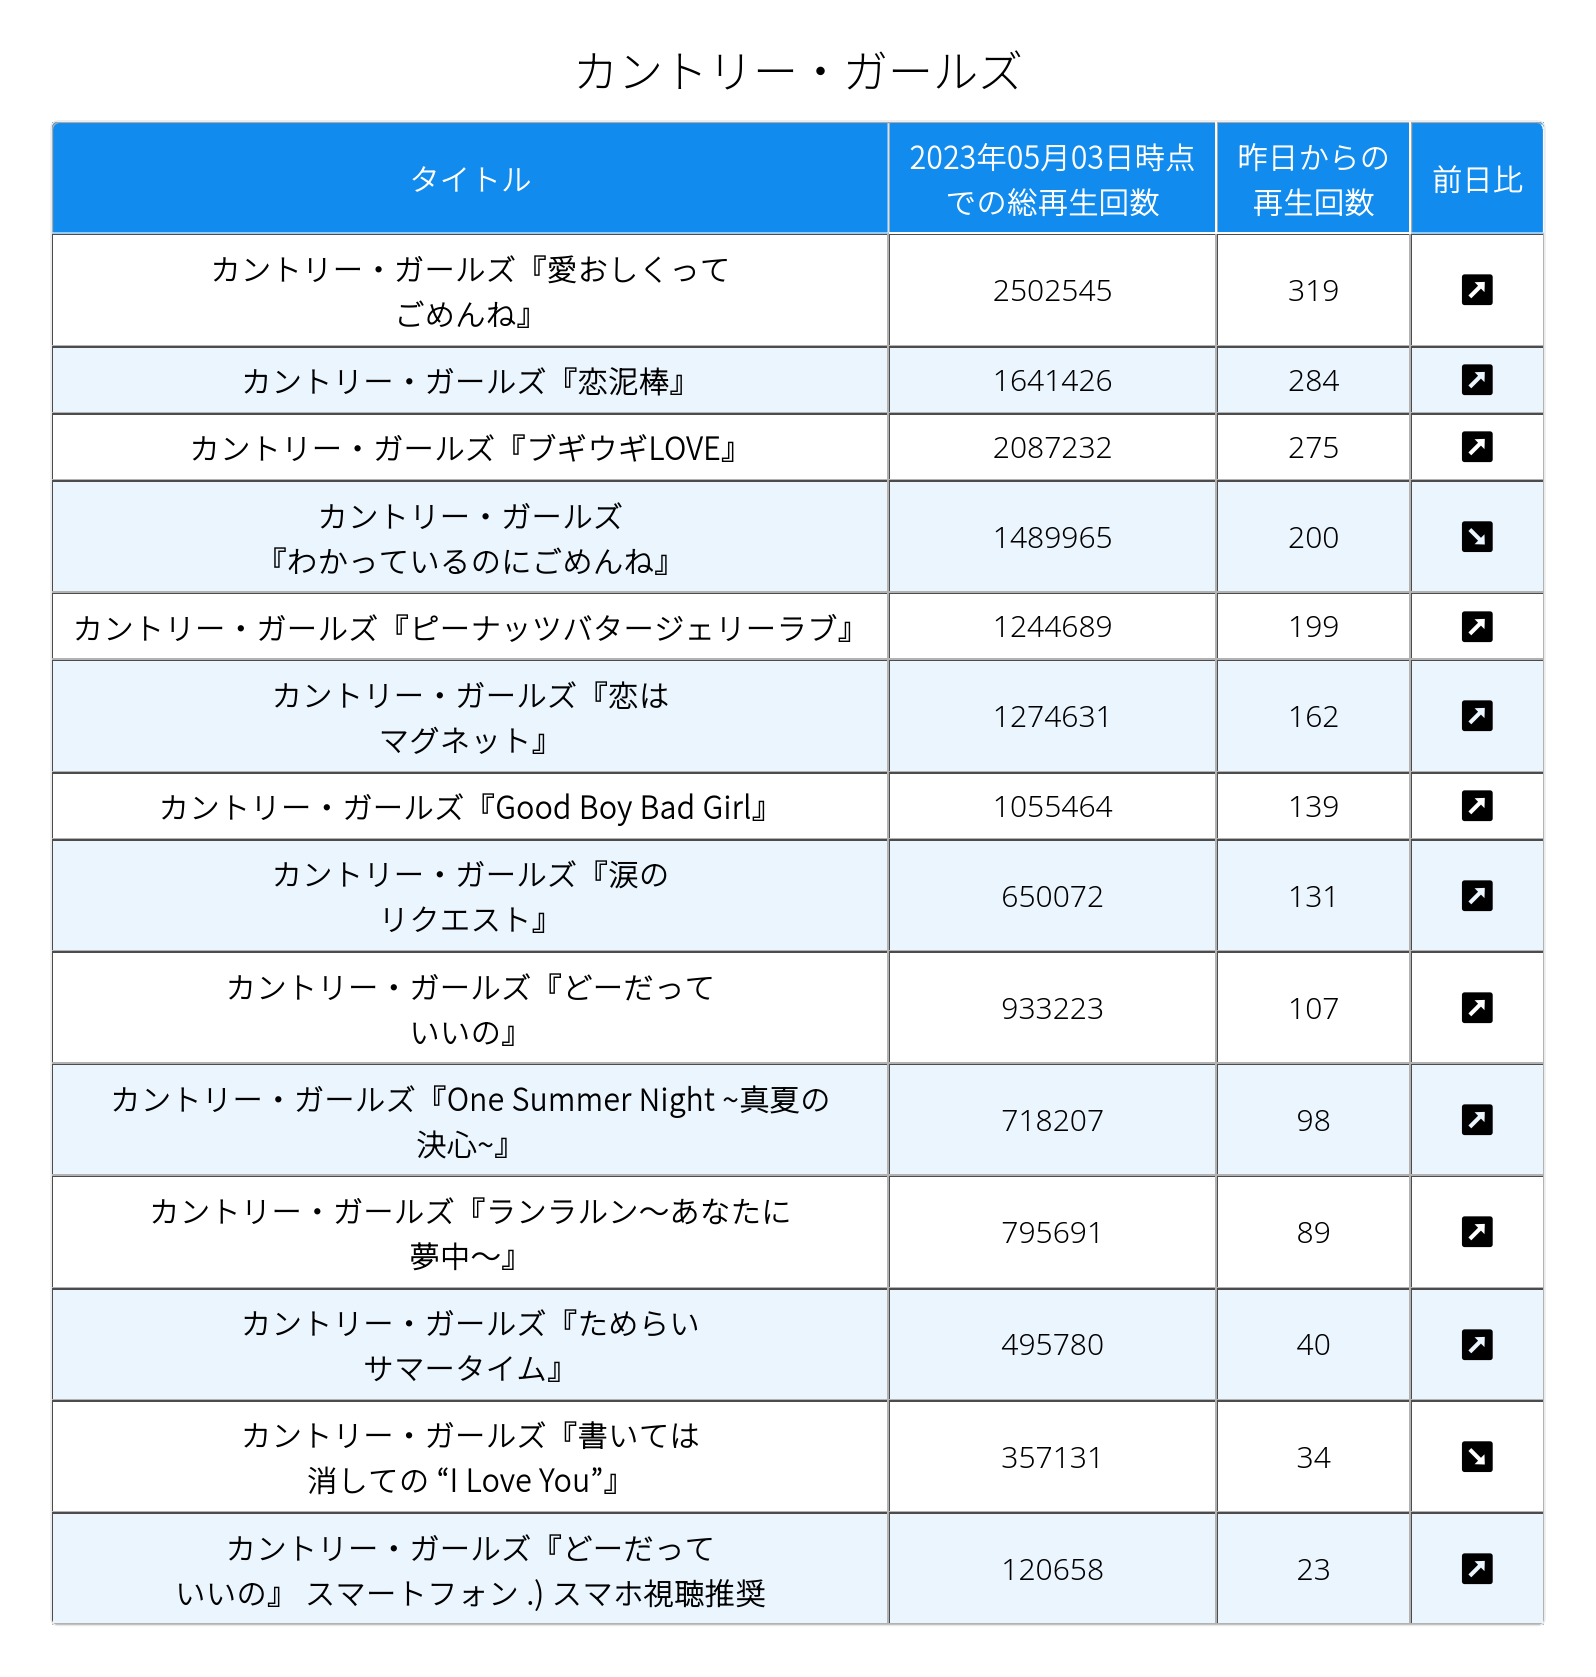 カントリー・ガールズ
タイトル
2023年05月03日時点
での総再生回数
昨日からの
再生回数
前日比
カントリー・ガールズ『愛おしくって
ごめんね』
2502545
319
カントリー・ガールズ『恋泥棒』
1641426
284
カントリー・ガールズ『ブギウギLOVE』
2087232
275
カントリー・ガールズ
『わかっているのにごめんね』
1489965
200
カントリー・ガールズ『ピーナッツバタージェリーラブ』
1244689
199
カントリー・ガールズ『恋は
マグネット』
1274631
162
カントリー・ガールズ『Good Boy Bad Girl』
1055464
139
カントリー・ガールズ『涙の
リクエスト』
650072
131
カントリー・ガールズ『どーだって
いいの』
933223
107
カントリー・ガールズ『One Summer Night ~真夏の
決心~』
718207
98
カントリー・ガールズ『ランラルン〜あなたに
夢中〜』
795691
89
カントリー・ガールズ『ためらい
サマータイム』
495780
40
カントリー・ガールズ『書いては
消しての “I Love You”』
357131
34
カントリー・ガールズ『どーだって
いいの』 スマートフォン .) スマホ視聴推奨
120658
23